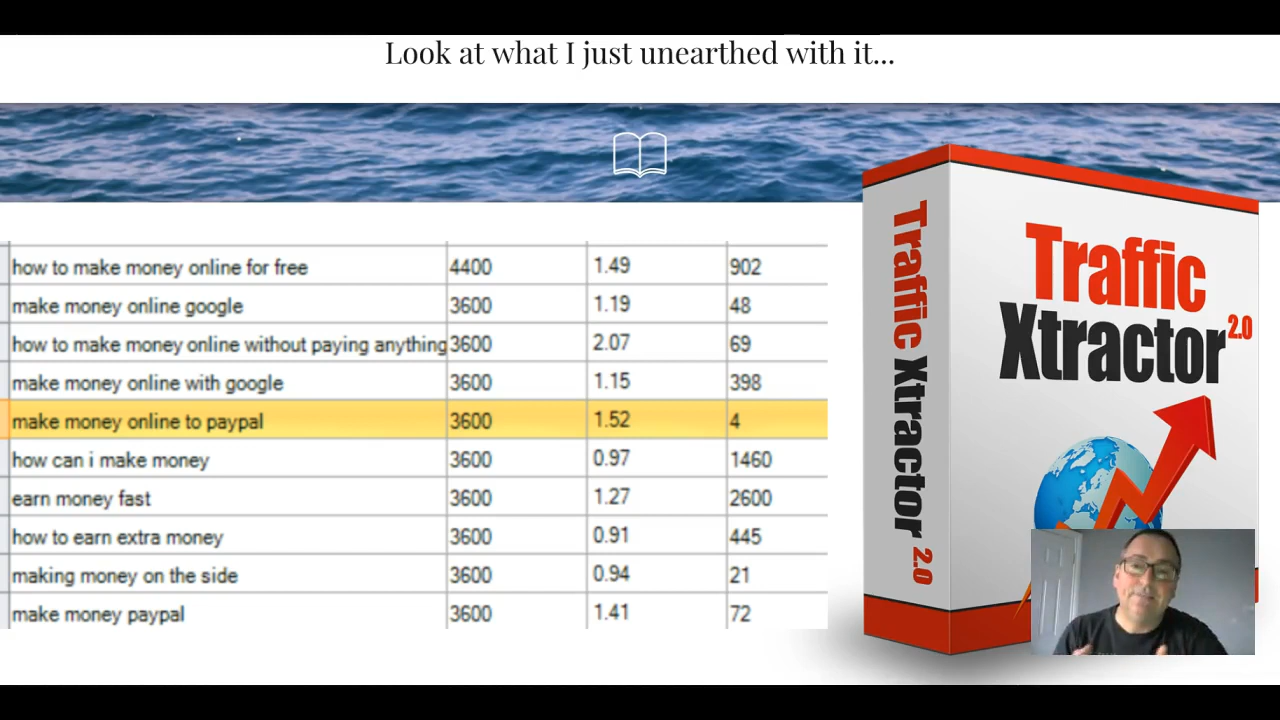 Look at what I just unearthed with it...
how to make money online for free 4400 1.49 902
make money online google 3600 1.19 48
how to make money online without paying anything 3600 2.07 69
make money online with google 3600 1.15 398
make money online to paypal 3600 1.52 4
how can i make money 3600 0.97 1460
earn money fast 3600 1.27 2600
how to earn extra money 3600 0.91 445
making money on the side 3600 0.94 21
make money paypal 3600 1.41 72
Traffic Xtractor 2.0
Traffic
Xtractor 2.0